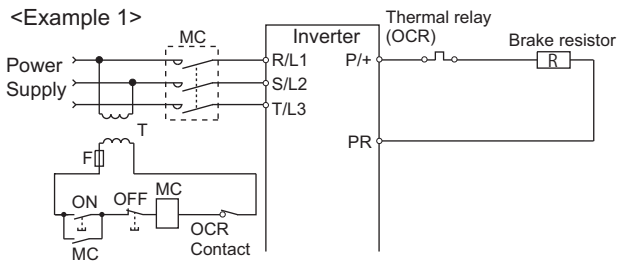 <Example 1>
MC
Inverter
Thermal relay
(OCR)
Brake resistor
Power
Supply
R/L1
S/L2
T/L3
P/+
R
PR
T
F
ON
OFF
MC
MC
OCR
Contact